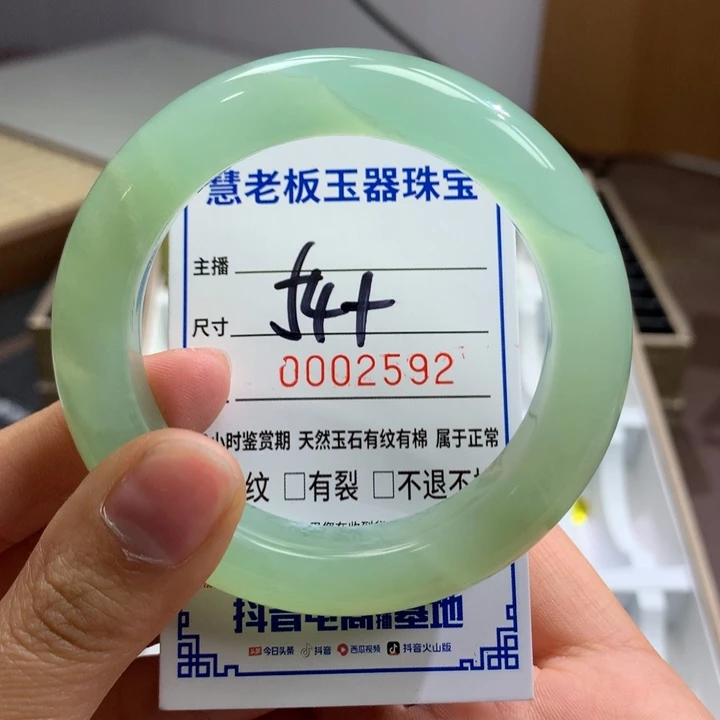 慧老板玉器珠宝
主播
尺寸 54+
0002592
小时鉴赏期 天然玉石有纹有棉 属于正常
纹 □有裂 □不退不
抖音电商直播基地
头条 今日头条 抖音 西瓜视频 抖音火山版